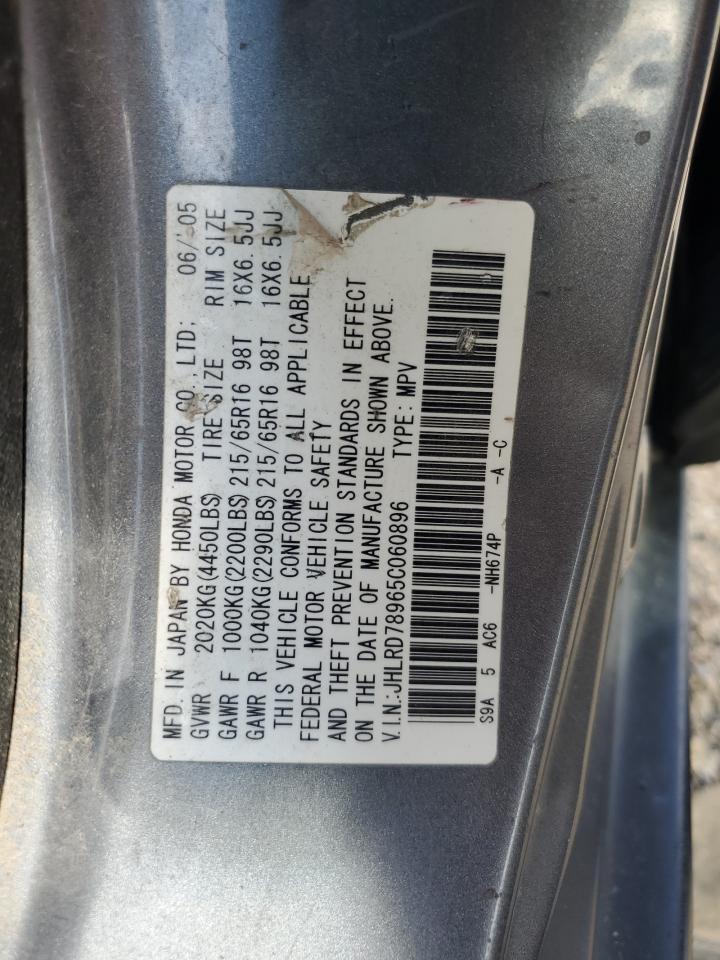 MFD. IN JAPAN BY HONDA MOTOR CO.,LTD; 06/'05
GVWR 2020KG(4450LBS) TIRE SIZE RIM SIZE
GAWR F 1000KG(2200LBS) 215/65R16 98T 16X6.5JJ
GAWR R 1040KG(2290LBS) 215/65R16 98T 16X6.5JJ
THIS VEHICLE CONFORMS TO ALL APPLICABLE
FEDERAL MOTOR VEHICLE SAFETY
AND THEFT PREVENTION STANDARDS IN EFFECT
ON THE DATE OF MANUFACTURE SHOWN ABOVE.
V.I.N.:JHLRD78965C060896 TYPE: MPV
S9A 5 AC6 -NH674P -A -C